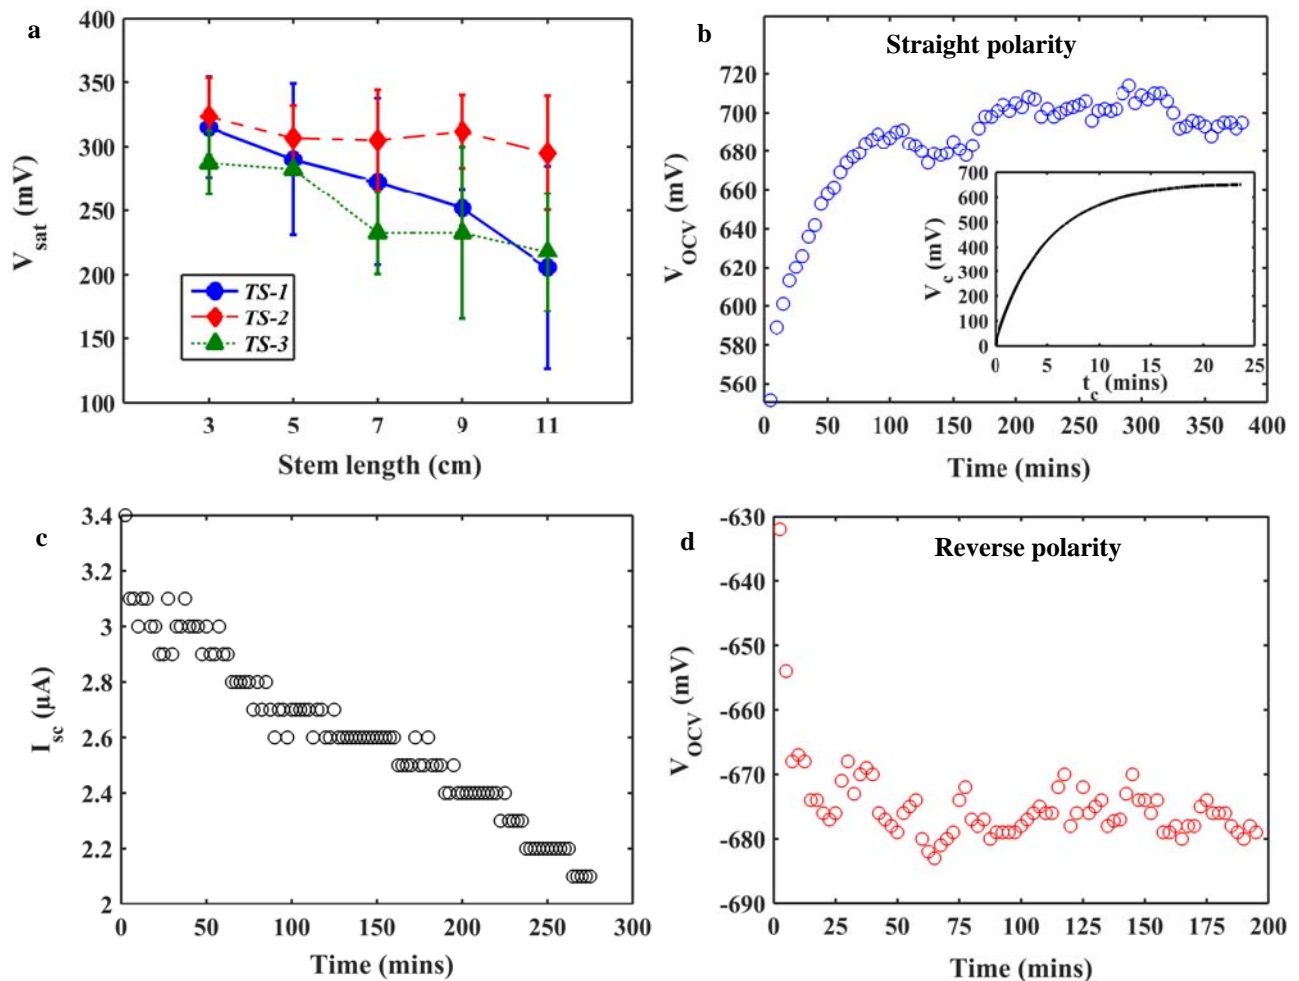 a
400
350
300
250
200
150
100
V_sat (mV)
TS-1
TS-2
TS-3
3 5 7 9 11
Stem length (cm)
b
Straight polarity
720
700
680
660
640
620
600
580
560
V_OCV (mV)
0 50 100 150 200 250 300 350 400
Time (mins)
700
600
500
400
300
200
100
0
V_c (mV)
0 5 10 15 20 25
t_c (mins)
c
3.4
3.2
3
2.8
2.6
2.4
2.2
2
I_sc (μA)
0 50 100 150 200 250 300
Time (mins)
d
Reverse polarity
-630
-640
-650
-660
-670
-680
-690
V_OCV (mV)
0 25 50 75 100 125 150 175 200
Time (mins)